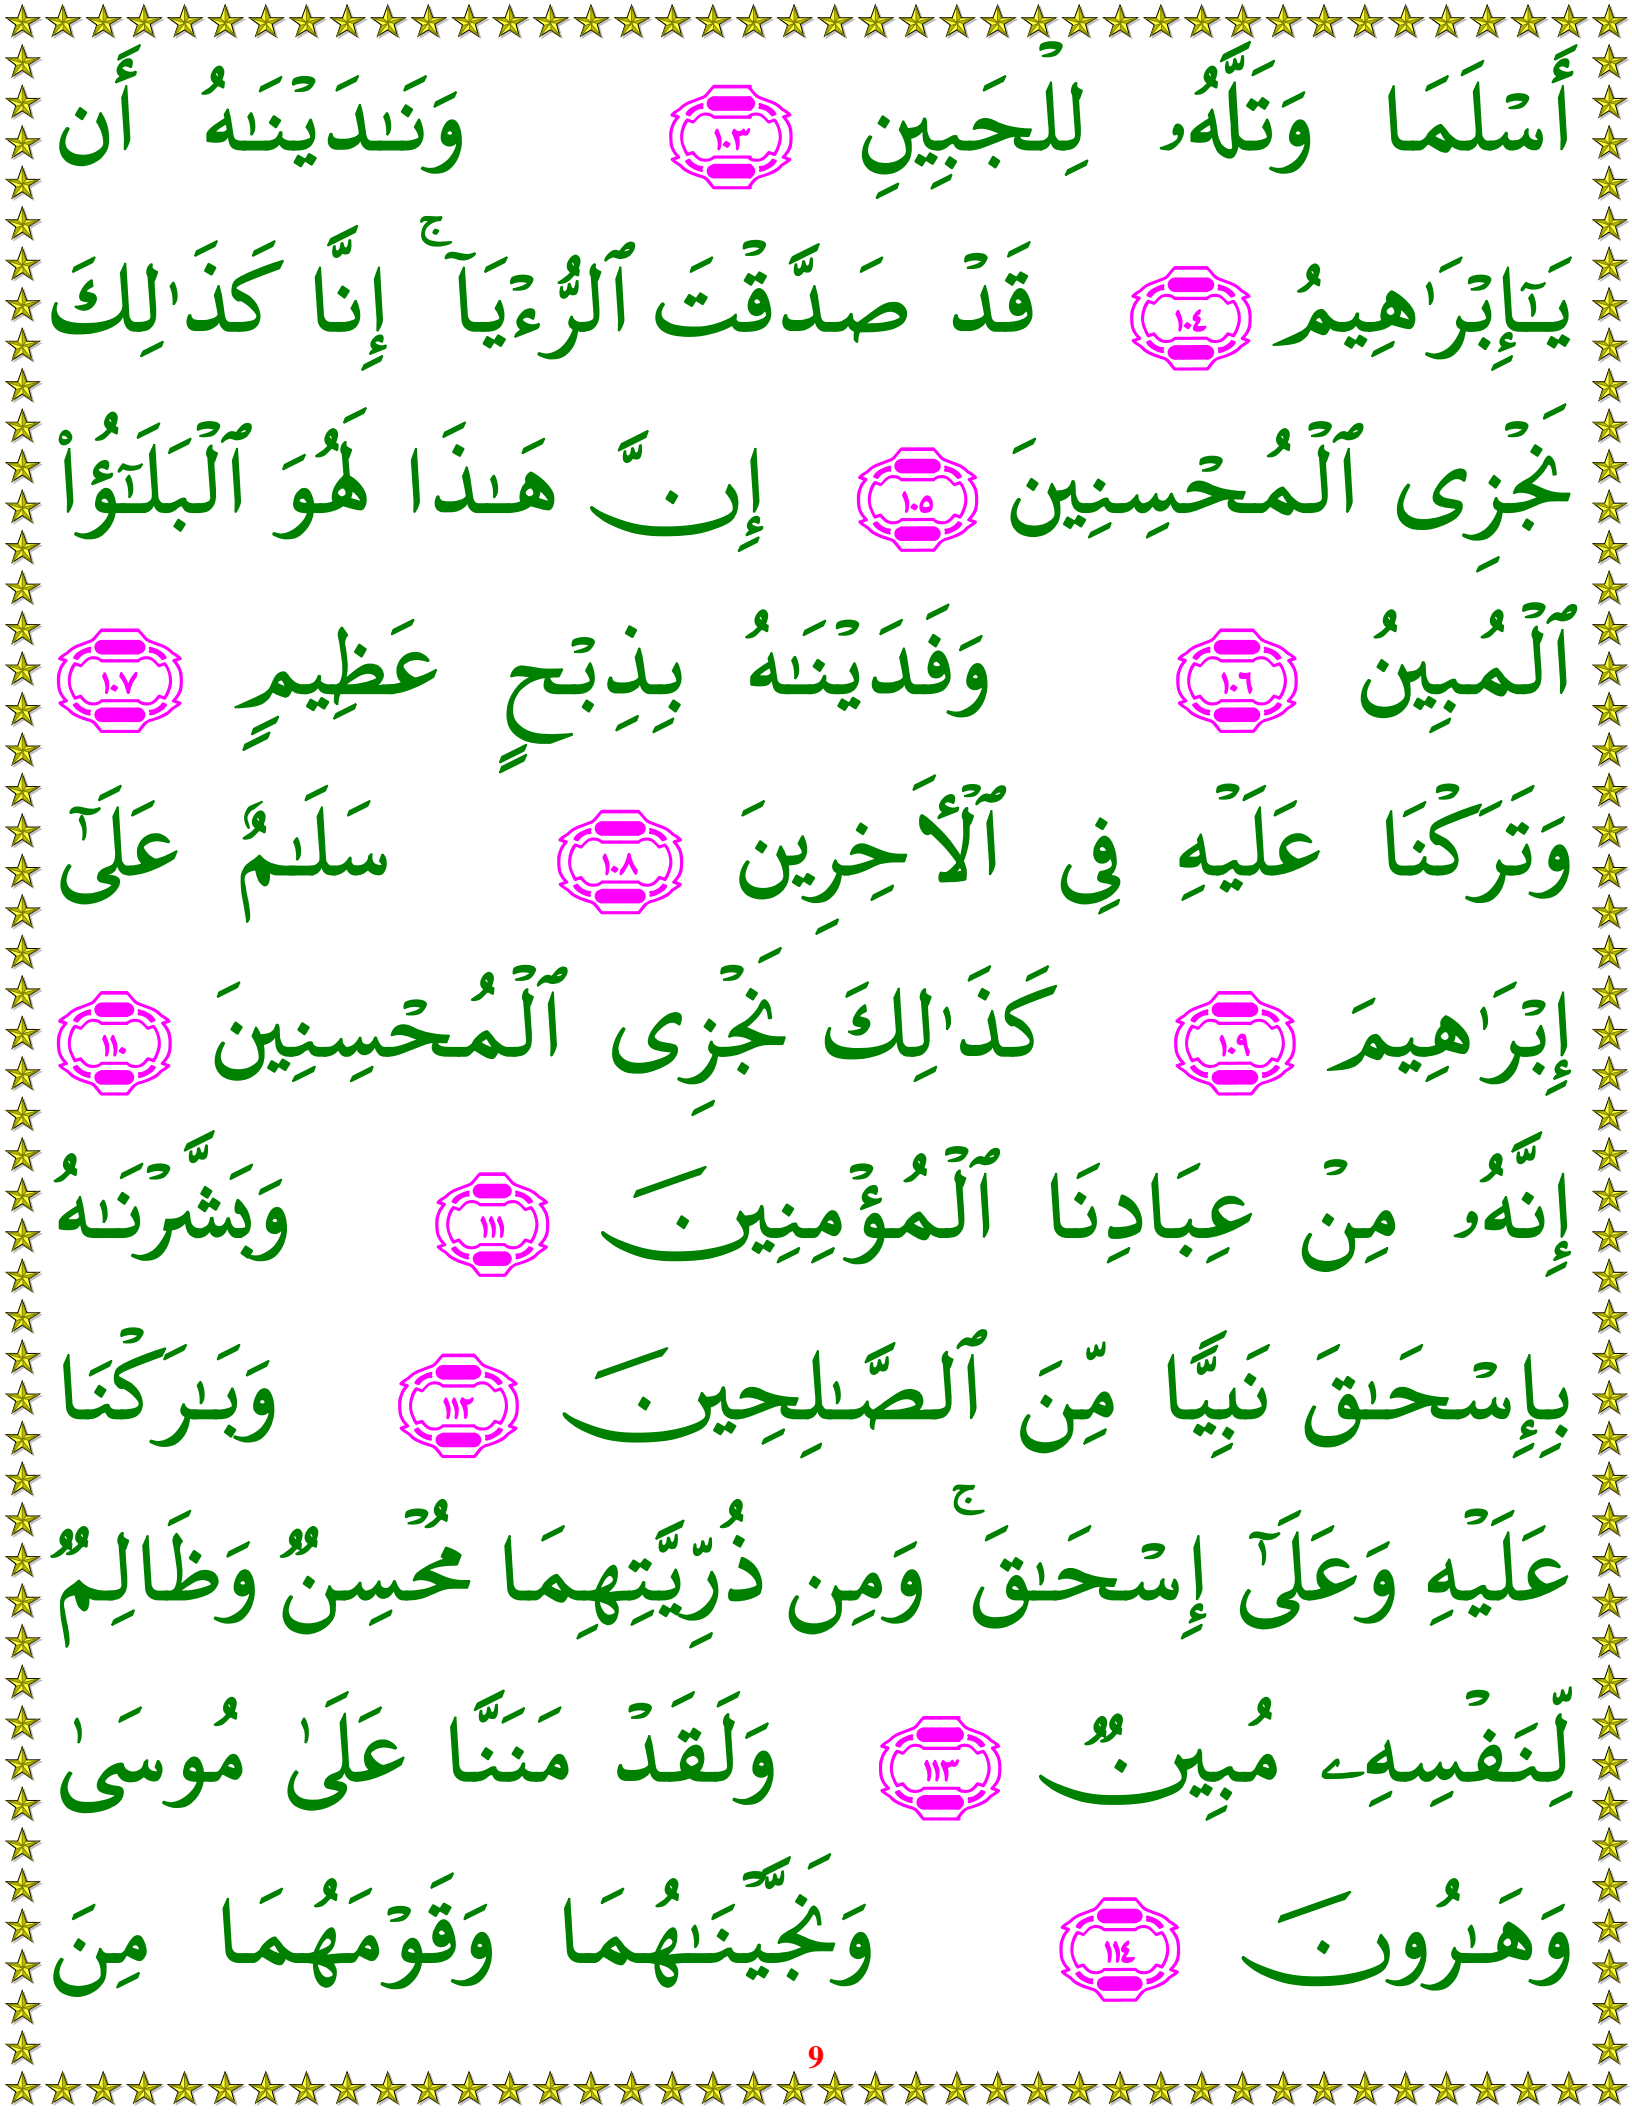 أَسْلَمَا وَتَلَّهُۥ لِلْجَبِينِ ١٠٣ وَنَـٰدَيْنَـٰهُ أَن
يَـٰٓإِبْرَٰهِيمُ ١٠٤ قَدْ صَدَّقْتَ ٱلرُّءْيَآ ۚ إِنَّا كَذَٰلِكَ
نَجْزِى ٱلْمُحْسِنِينَ ١٠٥ إِنَّ هَـٰذَا لَهُوَ ٱلْبَلَـٰٓؤُا۟
ٱلْمُبِينُ ١٠٦ وَفَدَيْنَـٰهُ بِذِبْحٍ عَظِيمٍ ١٠٧
وَتَرَكْنَا عَلَيْهِ فِى ٱلْأَخِرِينَ ١٠٨ سَلَـٰمٌ عَلَىٰٓ
إِبْرَٰهِيمَ ١٠٩ كَذَٰلِكَ نَجْزِى ٱلْمُحْسِنِينَ ١١٠
إِنَّهُۥ مِنْ عِبَادِنَا ٱلْمُؤْمِنِينَ ١١١ وَبَشَّرْنَـٰهُ
بِإِسْحَـٰقَ نَبِيًّا مِّنَ ٱلصَّـٰلِحِينَ ١١٢ وَبَـٰرَكْنَا
عَلَيْهِ وَعَلَىٰٓ إِسْحَـٰقَ ۚ وَمِن ذُرِّيَّتِهِمَا مُحْسِنٌ وَظَالِمٌ
لِّنَفْسِهِۦ مُبِينٌ ١١٣ وَلَقَدْ مَنَنَّا عَلَىٰ مُوسَىٰ
وَهَـٰرُونَ ١١٤ وَنَجَّيْنَـٰهُمَا وَقَوْمَهُمَا مِنَ
9